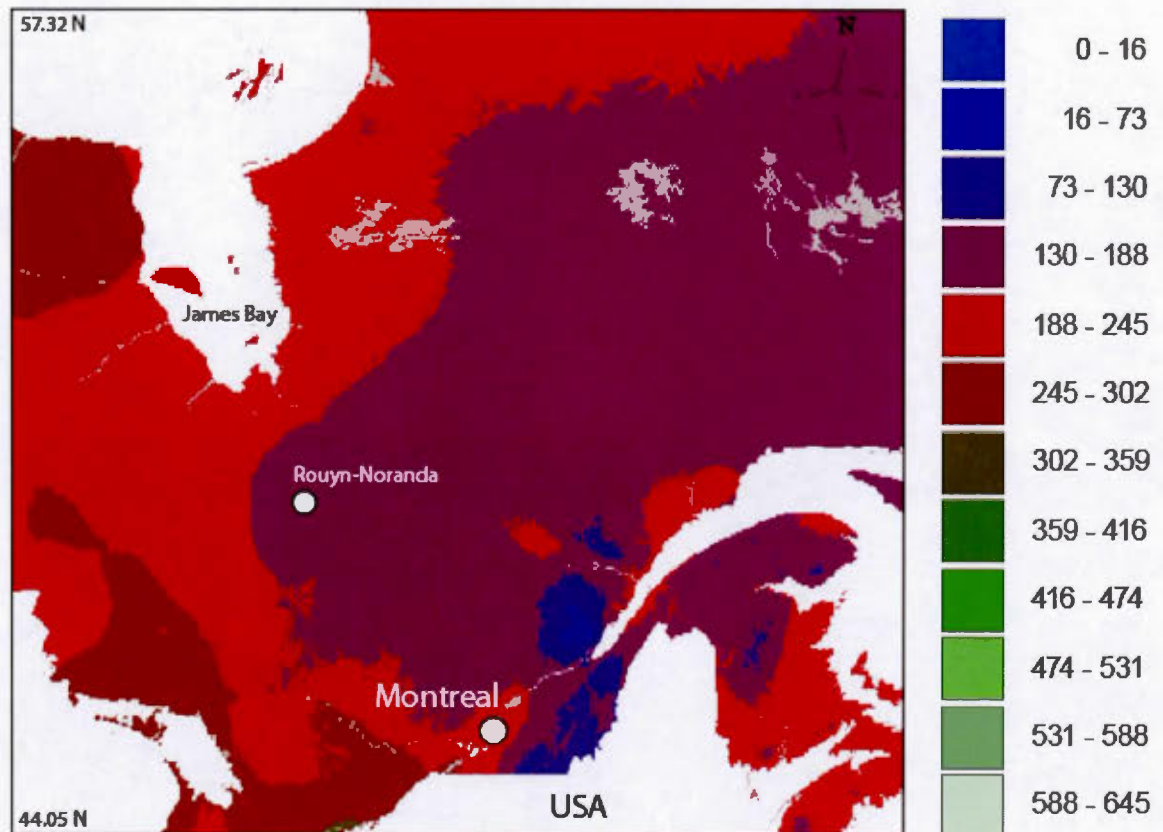 57.32 N
N
James Bay
Rouyn-Noranda
Montreal
USA
44.05 N
0 - 16
16 - 73
73 - 130
130 - 188
188 - 245
245 - 302
302 - 359
359 - 416
416 - 474
474 - 531
531 - 588
588 - 645